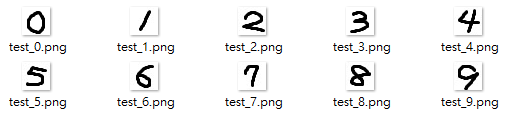 0 1 2 3 4
test_0.png test_1.png test_2.png test_3.png test_4.png
5 6 7 8 9
test_5.png test_6.png test_7.png test_8.png test_9.png